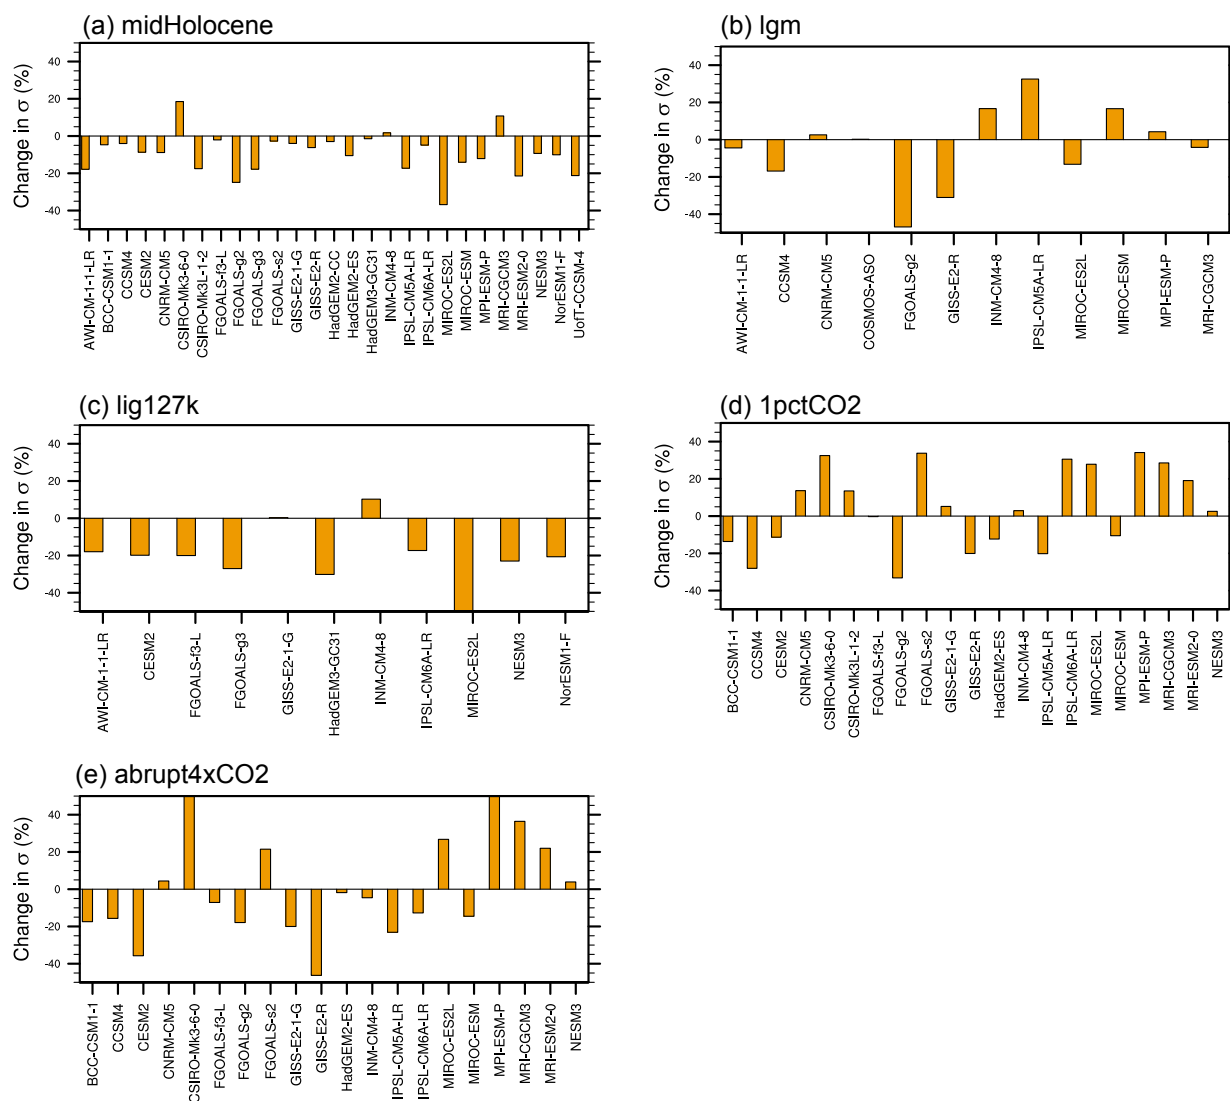 (a) midHolocene
Change in σ (%)
40
20
0
-20
-40
AWI-CM-1-1-LR
BCC-CSM1-1
CCSM4
CESM2
CNRM-CM5
CSIRO-Mk3-6-0
CSIRO-Mk3L-1-2
FGOALS-f3-L
FGOALS-g2
FGOALS-g3
FGOALS-s2
GISS-E2-1-G
GISS-E2-R
HadGEM2-CC
HadGEM2-ES
HadGEM3-GC31
INM-CM4-8
IPSL-CM5A-LR
IPSL-CM6A-LR
MIROC-ES2L
MIROC-ESM
MPI-ESM-P
MRI-CGCM3
MRI-ESM2-0
NESM3
NorESM1-F
UofT-CCSM-4
(b) lgm
Change in σ (%)
40
20
0
-20
-40
AWI-CM-1-1-LR
CCSM4
CNRM-CM5
COSMOS-ASO
FGOALS-g2
GISS-E2-R
INM-CM4-8
IPSL-CM5A-LR
MIROC-ES2L
MIROC-ESM
MPI-ESM-P
MRI-CGCM3
(c) lig127k
Change in σ (%)
40
20
0
-20
-40
AWI-CM-1-1-LR
CESM2
FGOALS-f3-L
FGOALS-g3
GISS-E2-1-G
HadGEM3-GC31
INM-CM4-8
IPSL-CM6A-LR
MIROC-ES2L
NESM3
NorESM1-F
(d) 1pctCO2
Change in σ (%)
40
20
0
-20
-40
BCC-CSM1-1
CCSM4
CESM2
CNRM-CM5
CSIRO-Mk3-6-0
CSIRO-Mk3L-1-2
FGOALS-f3-L
FGOALS-g2
FGOALS-s2
GISS-E2-1-G
GISS-E2-R
HadGEM2-ES
INM-CM4-8
IPSL-CM5A-LR
IPSL-CM6A-LR
MIROC-ES2L
MIROC-ESM
MPI-ESM-P
MRI-CGCM3
MRI-ESM2-0
NESM3
(e) abrupt4xCO2
Change in σ (%)
40
20
0
-20
-40
BCC-CSM1-1
CCSM4
CESM2
CNRM-CM5
CSIRO-Mk3-6-0
FGOALS-f3-L
FGOALS-g2
FGOALS-s2
GISS-E2-1-G
GISS-E2-R
HadGEM2-ES
INM-CM4-8
IPSL-CM5A-LR
IPSL-CM6A-LR
MIROC-ES2L
MIROC-ESM
MPI-ESM-P
MRI-CGCM3
MRI-ESM2-0
NESM3